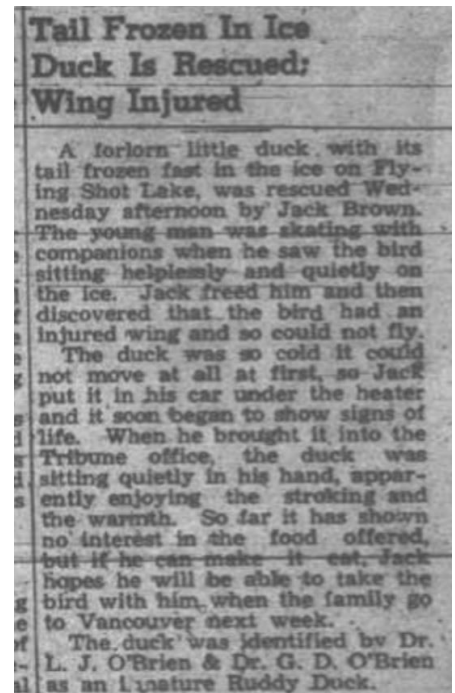 Tail Frozen In Ice
Duck Is Rescued;
Wing Injured
A forlorn little duck with its
tail frozen fast in the ice on Fly-
ing Shot Lake, was rescued Wed-
nesday afternoon by Jack Brown.
The young man was skating with
companions when he saw the bird
sitting helplessly and quietly on
the ice. Jack freed him and then
discovered that the bird had an
injured wing and so could not fly.
The duck was so cold it could
not move at all at first, so Jack
put it in his car under the heater
and it soon began to show signs of
life. When he brought it into the
Tribune office, the duck was
sitting quietly in his hand, appar-
ently enjoying the stroking and
the warmth. So far it has shown
no interest in the food offered,
but if he can make it eat, Jack
hopes he will be able to take the
bird with him when the family go
to Vancouver next week.
The duck was identified by Dr.
L. J. O'Brien & Dr. G. D. O'Brien
as an Ruddy Duck.